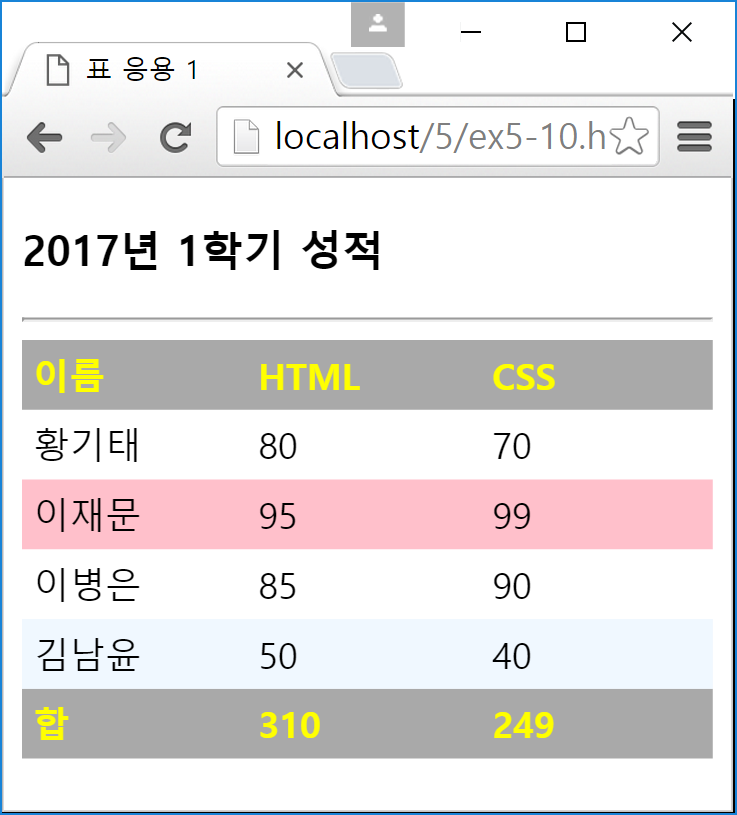 표 응용 1
localhost/5/ex5-10.h
2017년 1학기 성적
이름 HTML CSS
황기태 80 70
이재문 95 99
이병은 85 90
김남윤 50 40
합 310 249